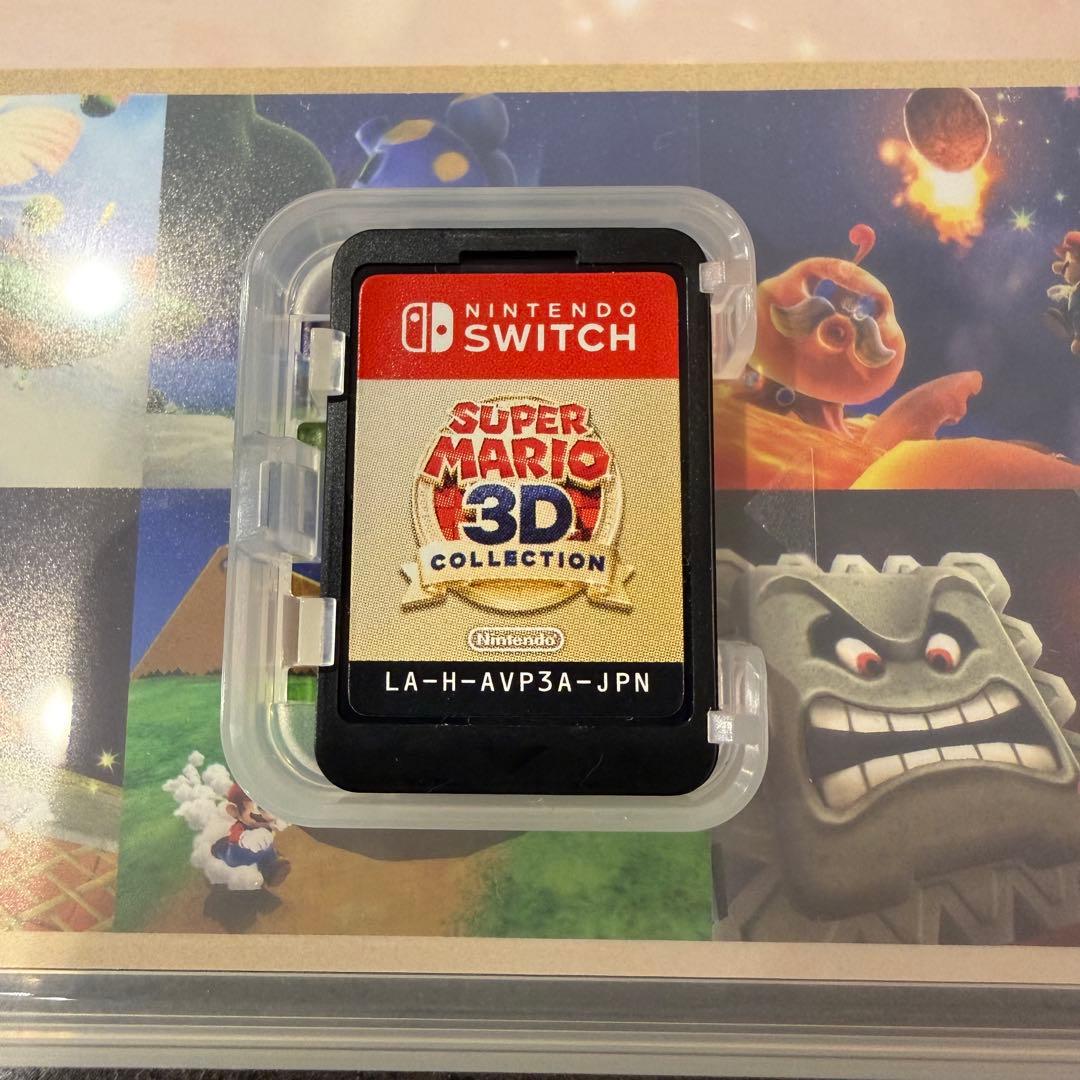 NINTENDO
SWITCH
SUPER
MARIO
3D
COLLECTION
Nintendo
LA-H-AVP3A-JPN